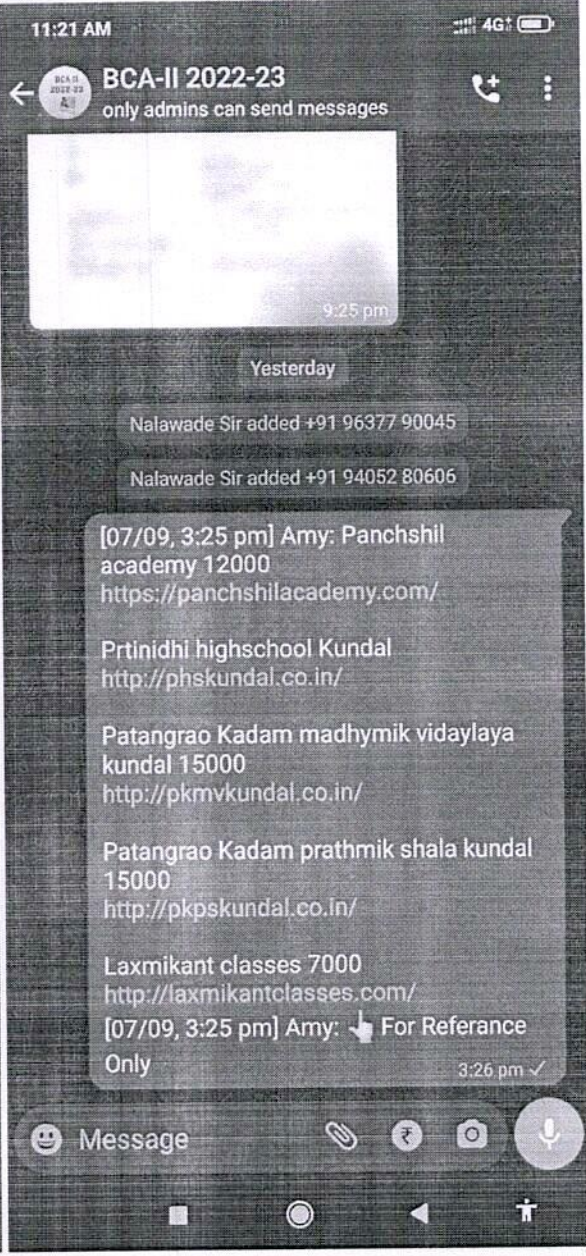 11:21 AM
4G
BCA II
2022-23
BCA-II 2022-23
only admins can send messages
9:25 pm
Yesterday
Nalawade Sir added +91 96377 90045
Nalawade Sir added +91 94052 80606
[07/09, 3:25 pm] Amy: Panchshil
academy 12000
https://panchshilacademy.com/
Prtinidhi highschool Kundal
http://phskundal.co.in/
Patangrao Kadam madhymik vidaylaya
kundal 15000
http://pkmvkundal.co.in/
Patangrao Kadam prathmik shala kundal
15000
http://pkpskundal.co.in/
Laxmikant classes 7000
http://laxmikantclasses.com/
[07/09, 3:25 pm] Amy: 👆 For Referance
Only
3:26 pm ✓
Message
₹